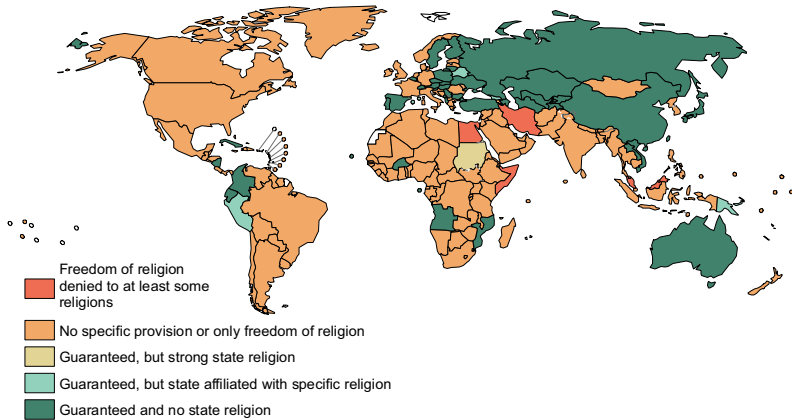 Freedom of religion
denied to at least some
religions
No specific provision or only freedom of religion
Guaranteed, but strong state religion
Guaranteed, but state affiliated with specific religion
Guaranteed and no state religion